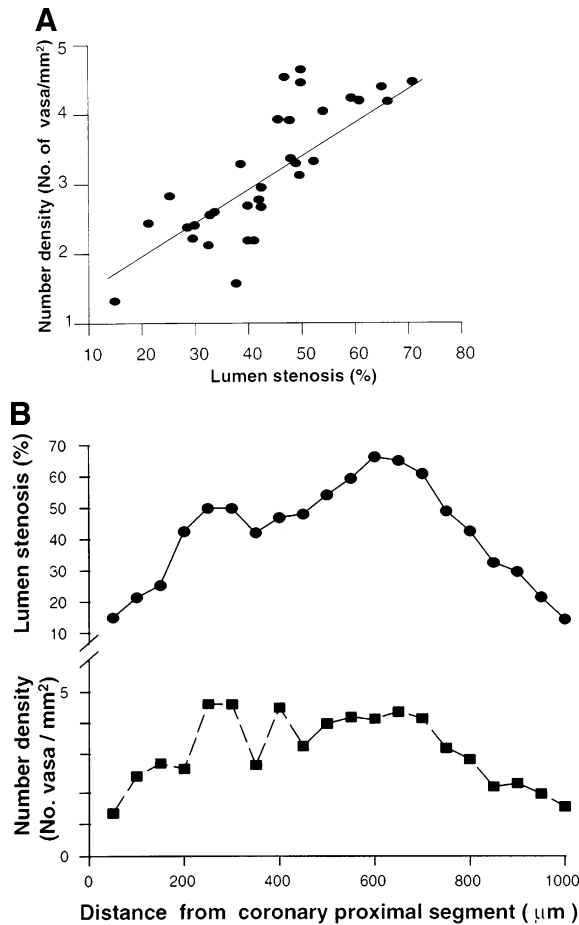 A
Number density (No. of vasa/mm²)
5
4
3
2
1
10 20 30 40 50 60 70 80
Lumen stenosis (%)
B
Lumen stenosis (%)
70
60
50
40
30
20
10
Number density
(No. vasa / mm²)
5
0
0 200 400 600 800 1000
Distance from coronary proximal segment ( μm )